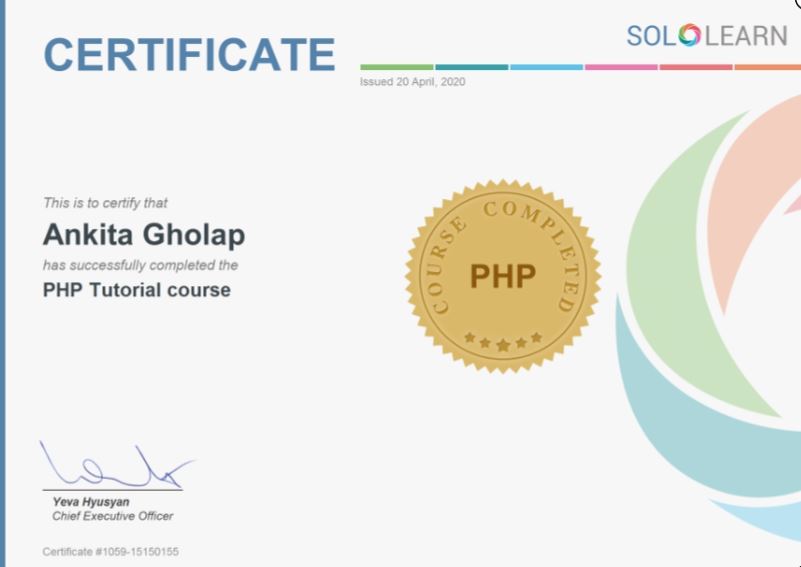 CERTIFICATE
SOLOLEARN
Issued 20 April, 2020
This is to certify that
Ankita Gholap
has successfully completed the
PHP Tutorial course
COURSE COMPLETED
PHP
Yeva Hyusyan
Chief Executive Officer
Certificate #1059-15150155